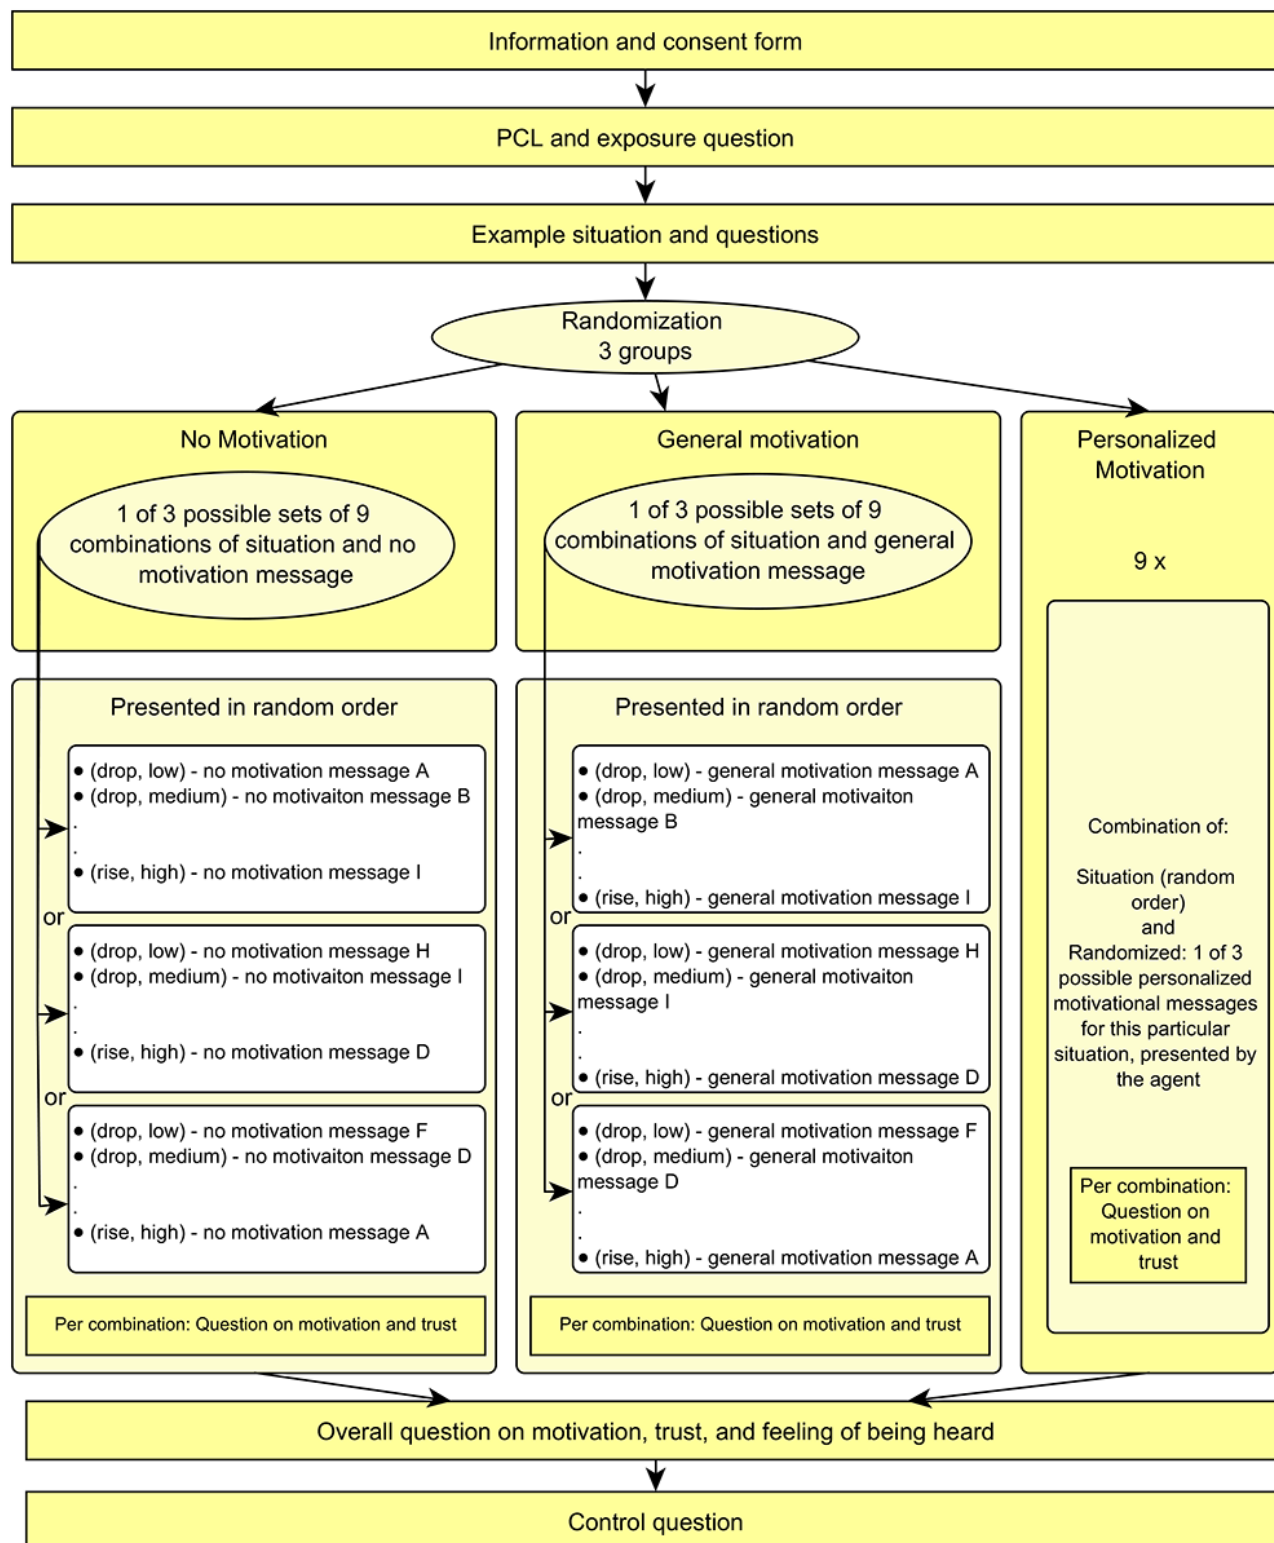 Information and consent form
PCL and exposure question
Example situation and questions
Randomization
3 groups
No Motivation
1 of 3 possible sets of 9
combinations of situation and no
motivation message
Presented in random order
● (drop, low) - no motivation message A
● (drop, medium) - no motivaiton message B
.
.
● (rise, high) - no motivation message I
or
● (drop, low) - no motivation message H
● (drop, medium) - no motivaiton message I
.
.
● (rise, high) - no motivation message D
or
● (drop, low) - no motivation message F
● (drop, medium) - no motivaiton message D
.
.
● (rise, high) - no motivation message A
Per combination: Question on motivation and trust
General motivation
1 of 3 possible sets of 9
combinations of situation and general
motivation message
Presented in random order
● (drop, low) - general motivation message A
● (drop, medium) - general motivaiton
message B
.
.
● (rise, high) - general motivation message I
or
● (drop, low) - general motivation message H
● (drop, medium) - general motivaiton
message I
.
.
● (rise, high) - general motivation message D
or
● (drop, low) - general motivation message F
● (drop, medium) - general motivaiton
message D
.
.
● (rise, high) - general motivation message A
Per combination: Question on motivation and trust
Personalized
Motivation
9 x
Combination of:
Situation (random
order)
and
Randomized: 1 of 3
possible personalized
motivational messages
for this particular
situation, presented by
the agent
Per combination:
Question on
motivation and
trust
Overall question on motivation, trust, and feeling of being heard
Control question